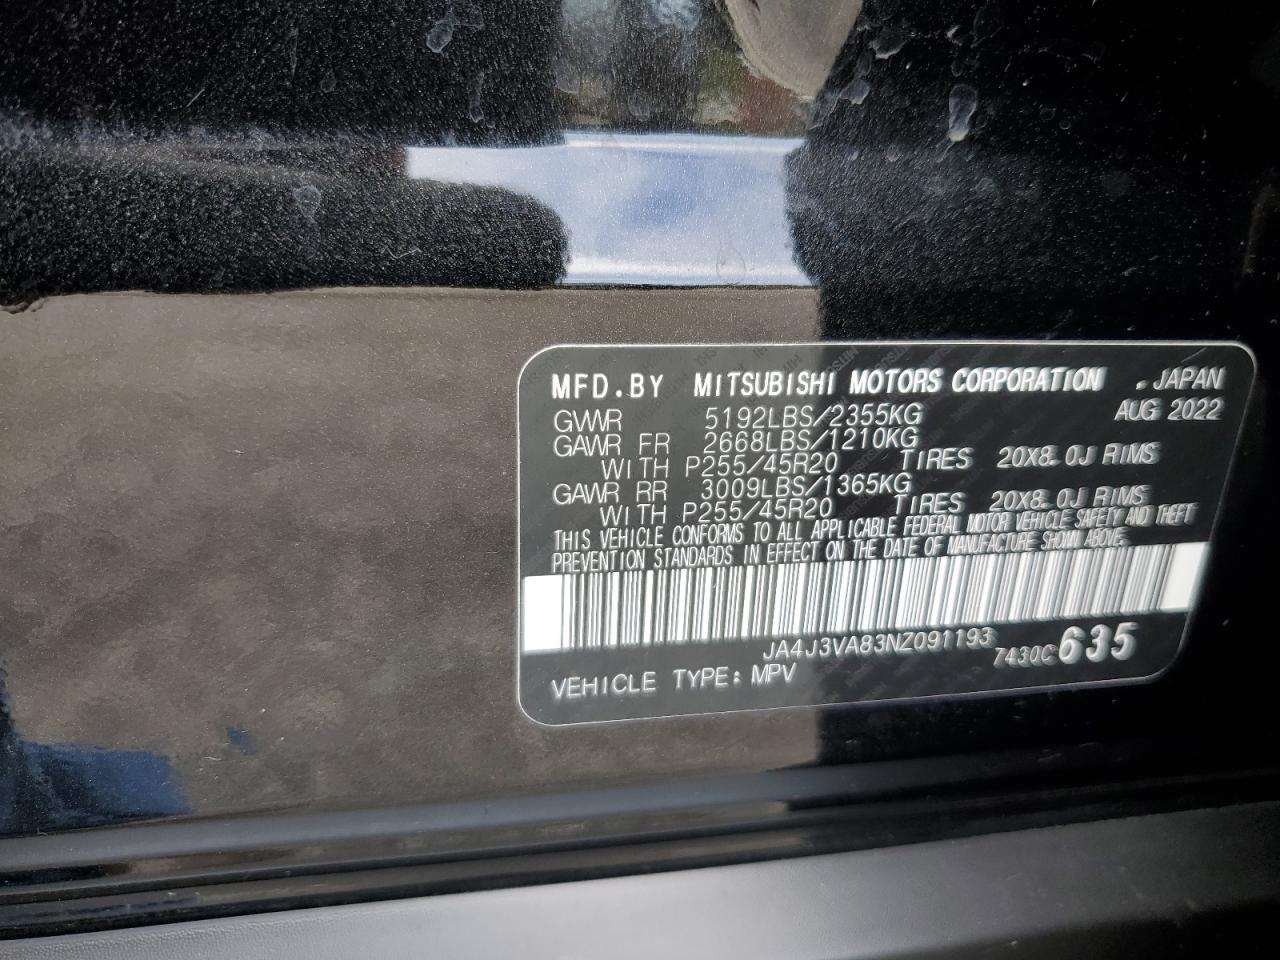 MFD.BY MITSUBISHI MOTORS CORPORATION , JAPAN
GVWR 5192LBS/2355KG AUG 2022
GAWR FR 2668LBS/1210KG
WITH P255/45R20 TIRES 20X8.0J RIMS
GAWR RR 3009LBS/1365KG
WITH P255/45R20 TIRES 20X8.0J RIMS
THIS VEHICLE CONFORMS TO ALL APPLICABLE FEDERAL MOTOR VEHICLE SAFETY AND THEFT
PREVENTION STANDARDS IN EFFECT ON THE DATE OF MANUFACTURE SHOWN ABOVE.
JA4J3VA83NZ091193 7430C635
VEHICLE TYPE: MPV